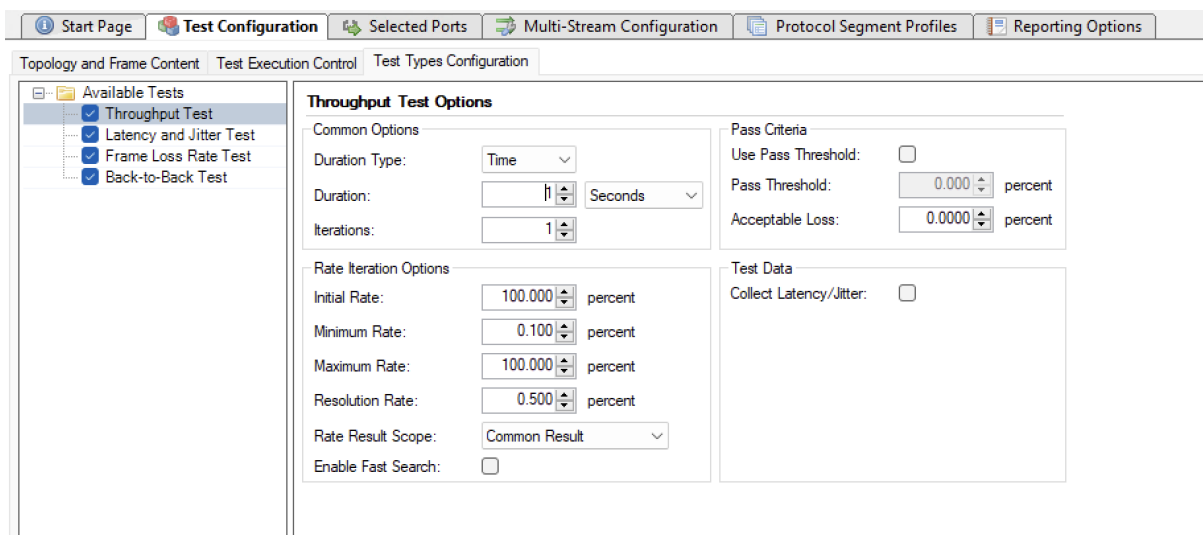 Start Page Test Configuration Selected Ports Multi-Stream Configuration Protocol Segment Profiles Reporting Options
Topology and Frame Content Test Execution Control Test Types Configuration
Available Tests
Throughput Test
Latency and Jitter Test
Frame Loss Rate Test
Back-to-Back Test
Throughput Test Options
Common Options
Duration Type: Time
Duration: 1 Seconds
Iterations: 1
Pass Criteria
Use Pass Threshold:
Pass Threshold: 0.000 percent
Acceptable Loss: 0.0000 percent
Rate Iteration Options
Initial Rate: 100.000 percent
Minimum Rate: 0.100 percent
Maximum Rate: 100.000 percent
Resolution Rate: 0.500 percent
Rate Result Scope: Common Result
Enable Fast Search:
Test Data
Collect Latency/Jitter: